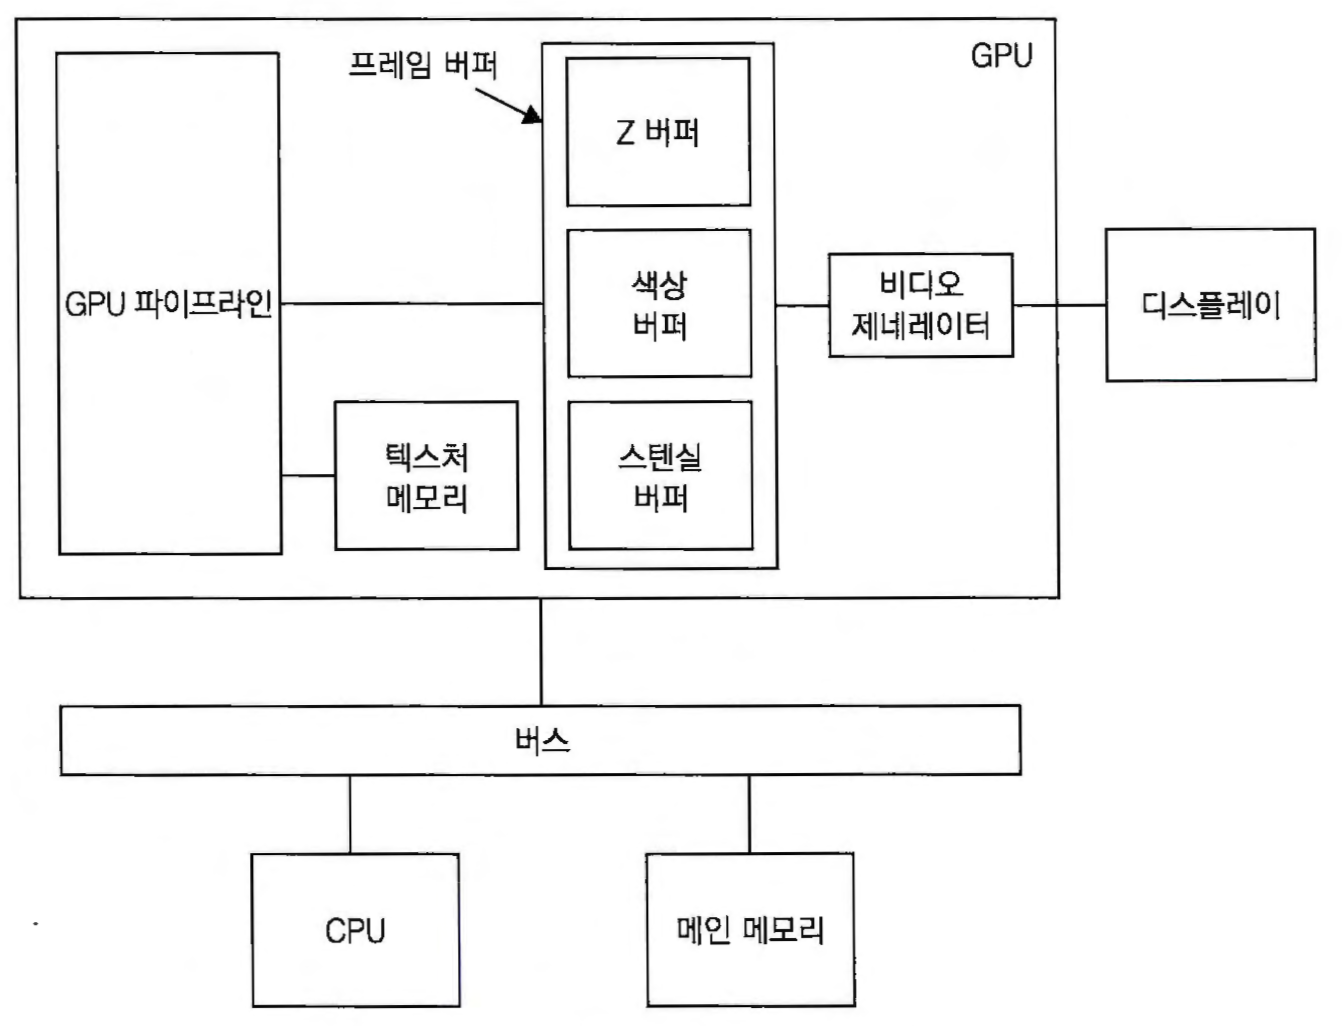 프레임 버퍼
GPU
Z 버퍼
GPU 파이프라인
색상
버퍼
비디오
제네레이터
디스플레이
텍스처
메모리
스텐실
버퍼
버스
CPU
메인 메모리